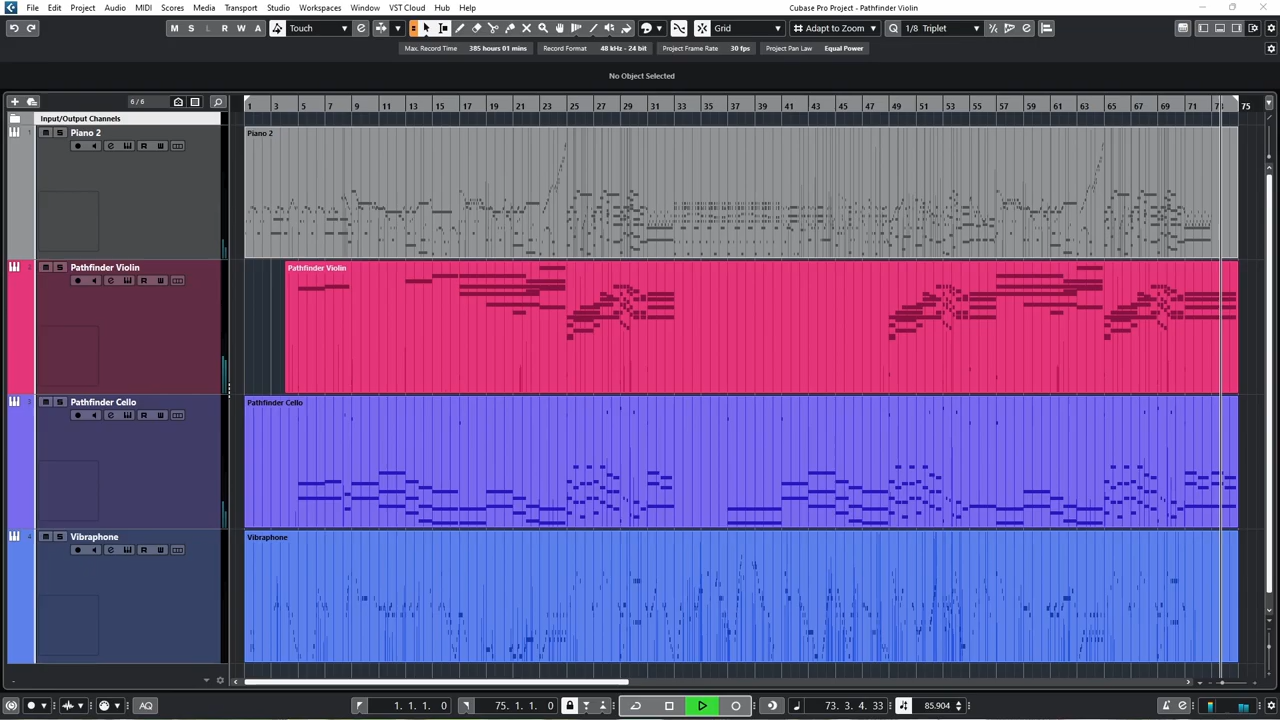 File Edit Project Audio MIDI Scores Media Transport Studio Workspaces Window VST Cloud Hub Help
Cubase Pro Project - Pathfinder Violin
M S L R W A Touch Grid Adapt to Zoom Q 1/8 Triplet
Max. Record Time 385 hours 01 mins Record Format 48 kHz - 24 bit Project Frame Rate 30 fps Project Pan Law Equal Power
No Object Selected
6/6
1 3 5 7 9 11 13 15 17 19 21 23 25 27 29 31 33 35 37 39 41 43 45 47 49 51 53 55 57 59 61 63 65 67 69 71 75
Input/Output Channels
1 M S Piano 2
R W
Piano 2
2 M S Pathfinder Violin
R W
Pathfinder Violin
3 M S Pathfinder Cello
R W
Pathfinder Cello
4 M S Vibraphone
R W
Vibraphone
AQ 1. 1. 1. 0 75. 1. 1. 0 73. 3. 4. 33 85.904